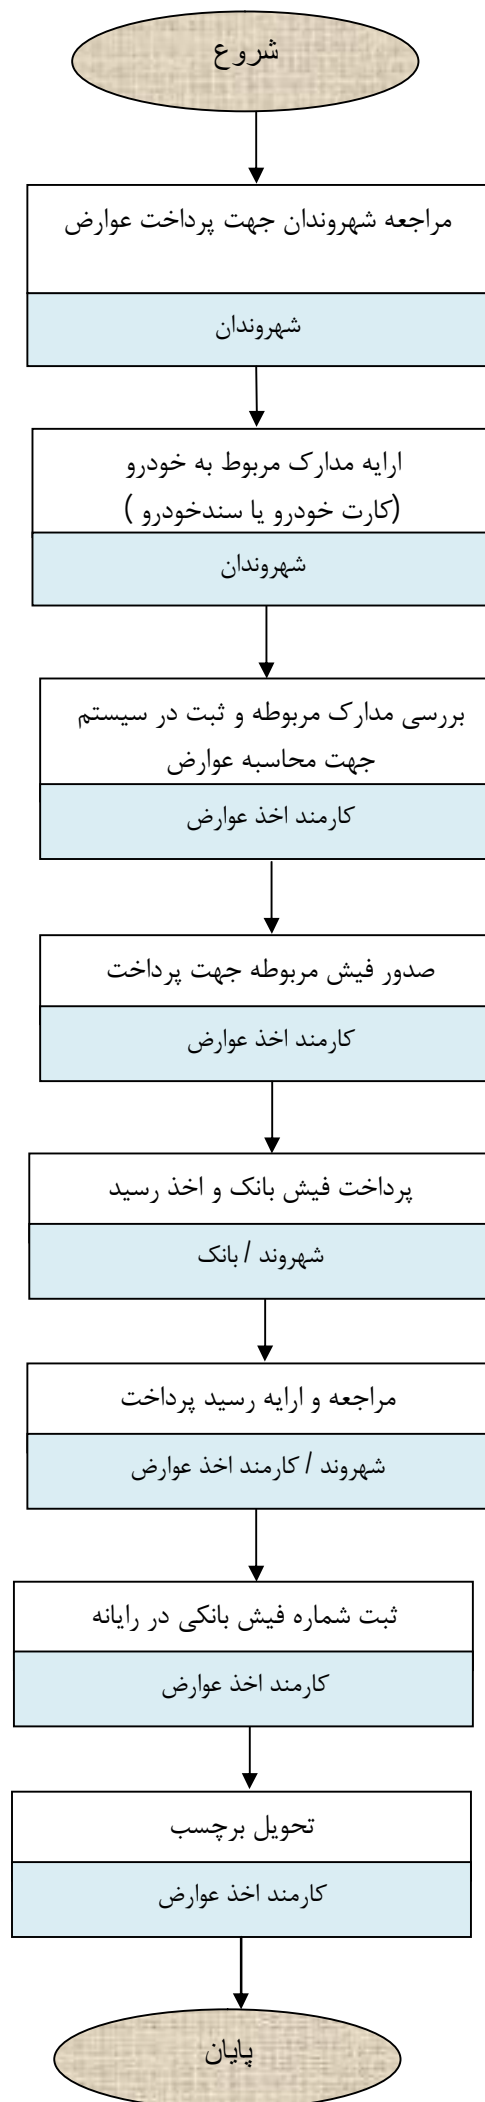 شروع
مراجعه شهروندان جهت پرداخت عوارض
شهروندان
ارایه مدارک مربوط به خودرو
(کارت خودرو یا سندخودرو )
شهروندان
بررسی مدارک مربوطه و ثبت در سیستم
جهت محاسبه عوارض
کارمند اخذ عوارض
صدور فیش مربوطه جهت پرداخت
کارمند اخذ عوارض
پرداخت فیش بانک و اخذ رسید
شهروند / بانک
مراجعه و ارایه رسید پرداخت
شهروند / کارمند اخذ عوارض
ثبت شماره فیش بانکی در رایانه
کارمند اخذ عوارض
تحویل برچسب
کارمند اخذ عوارض
پایان